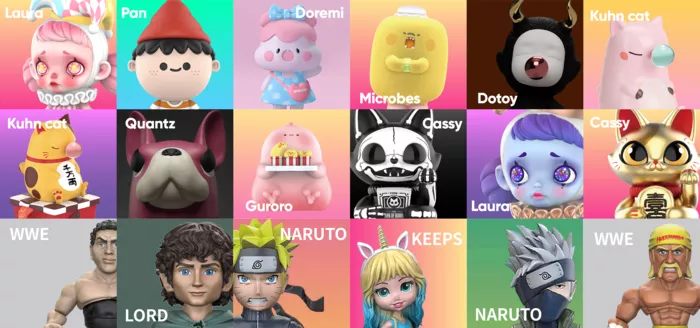 Laura
Pan
Doremi
Microbes
Dotoy
Kuhn cat
Kuhn cat
Quantz
Guroro
Cassy
Laura
Cassy
WWE
LORD
NARUTO
KEEPS
NARUTO
WWE